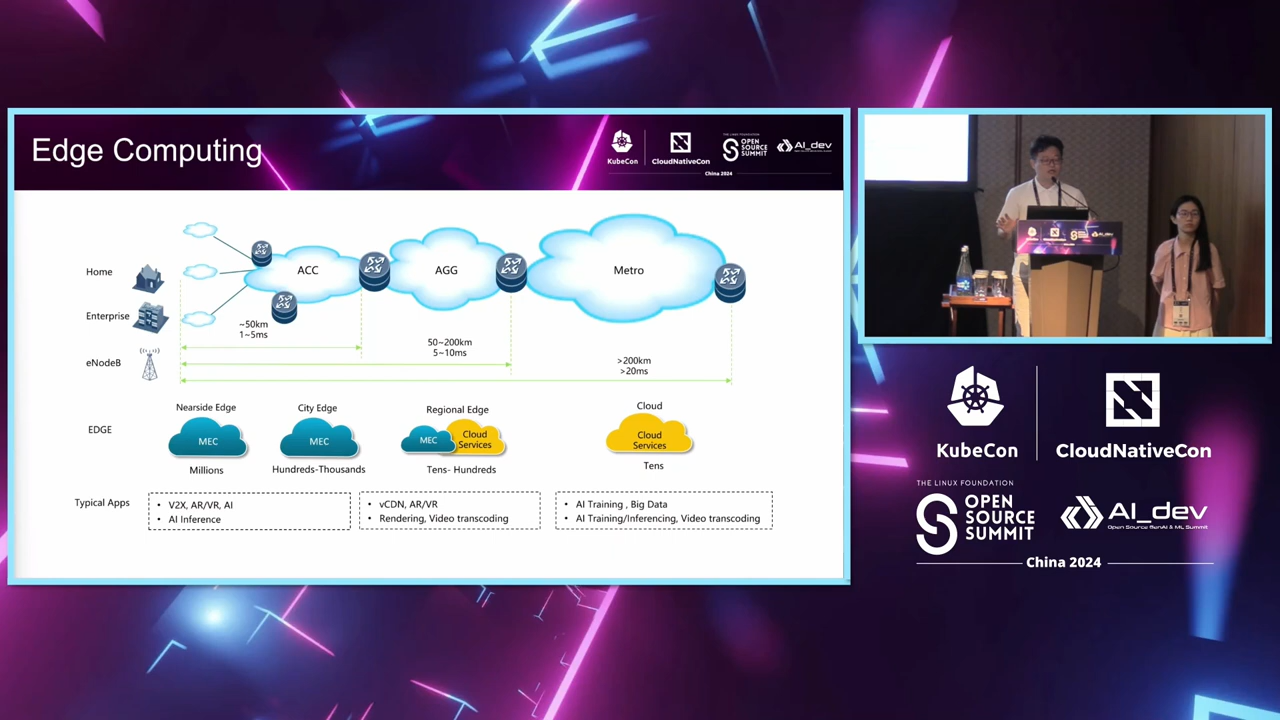 Edge Computing
KubeCon
CloudNativeCon
THE LINUX FOUNDATION
OPEN
SOURCE
SUMMIT
AI_dev
China 2024
Home
Enterprise
eNodeB
ACC
AGG
Metro
~50km
1~5ms
50~200km
5~10ms
>200km
>20ms
EDGE
Nearside Edge
City Edge
Regional Edge
Cloud
MEC
MEC
MEC
Cloud
Services
Cloud
Services
Millions
Hundreds-Thousands
Tens- Hundreds
Tens
Typical Apps
• V2X, AR/VR, AI
• AI Inference
• vCDN, AR/VR
• Rendering, Video transcoding
• AI Training , Big Data
• AI Training/Inferencing, Video transcoding
KubeCon
CloudNativeCon
THE LINUX FOUNDATION
OPEN
SOURCE
SUMMIT
AI_dev
Open Source GenAI & ML Summit
China 2024